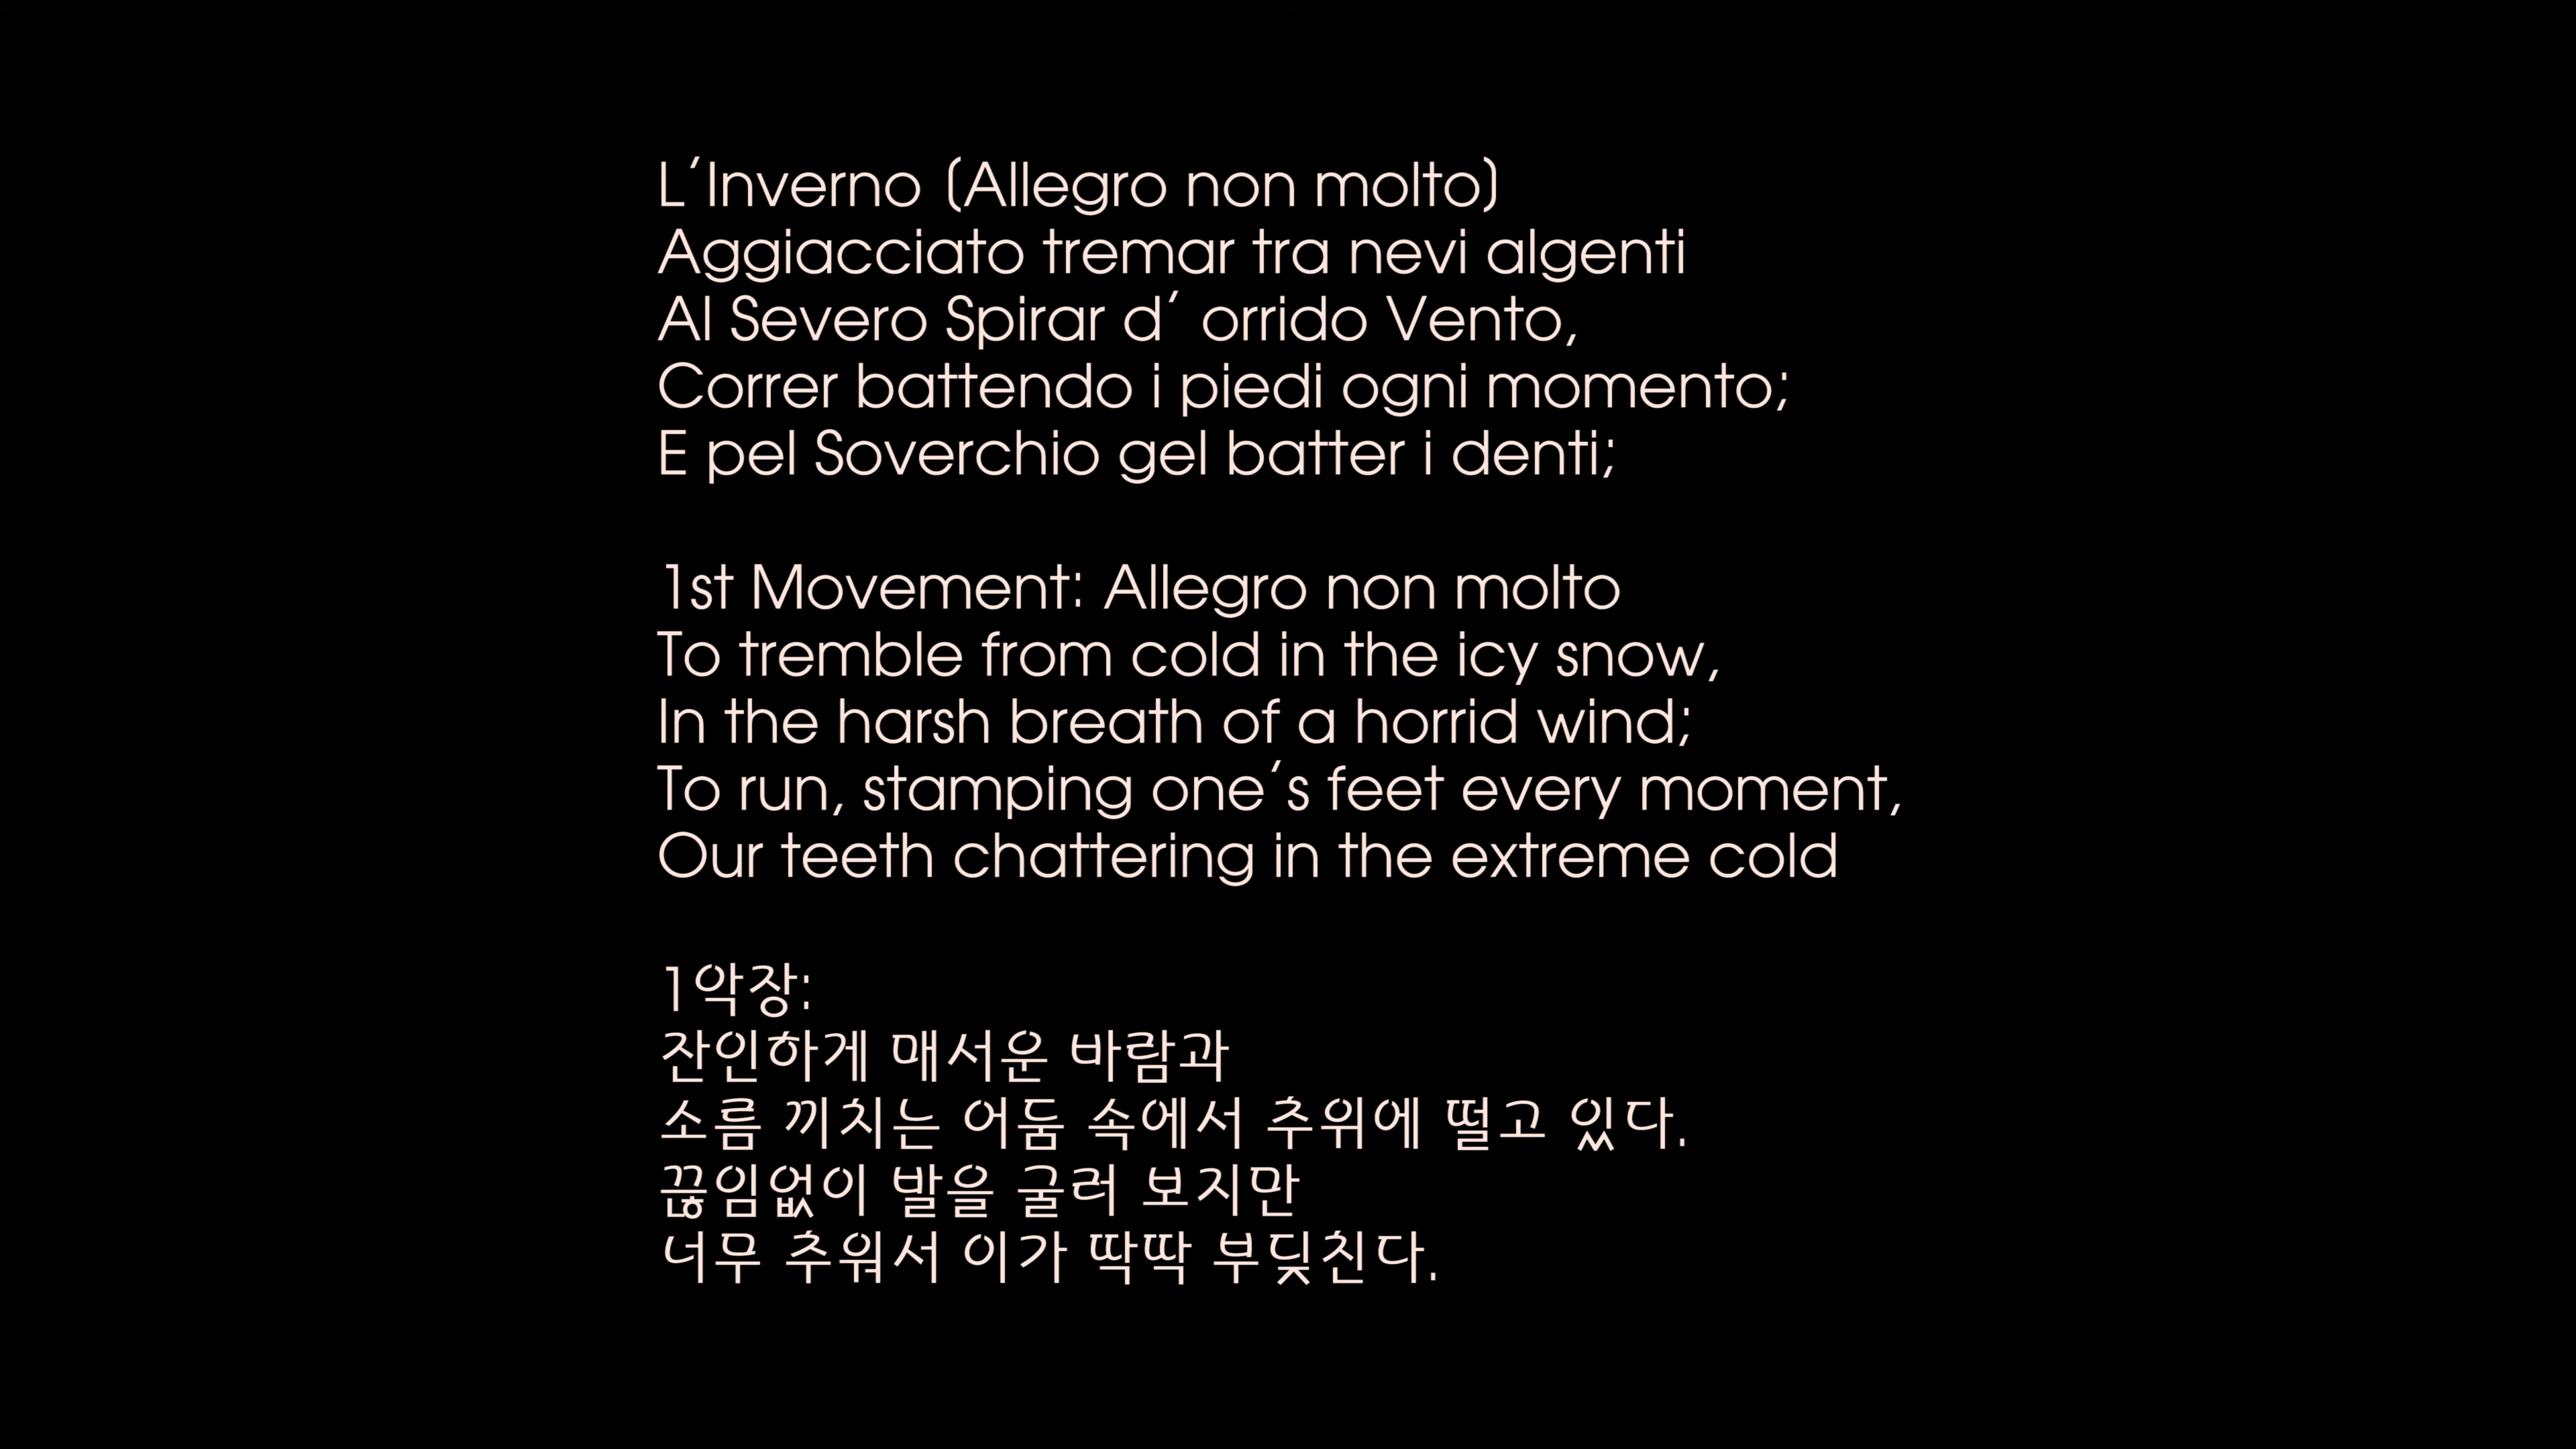 L'Inverno (Allegro non molto)
Aggiacciato tremar tra nevi algenti
Al Severo Spirar d' orrido Vento,
Correr battendo i piedi ogni momento;
E pel Soverchio gel batter i denti;
1st Movement: Allegro non molto
To tremble from cold in the icy snow,
In the harsh breath of a horrid wind;
To run, stamping one's feet every moment,
Our teeth chattering in the extreme cold
1악장:
잔인하게 매서운 바람과
소름 끼치는 어둠 속에서 추위에 떨고 있다.
끊임없이 발을 굴러 보지만
너무 추워서 이가 딱딱 부딪친다.